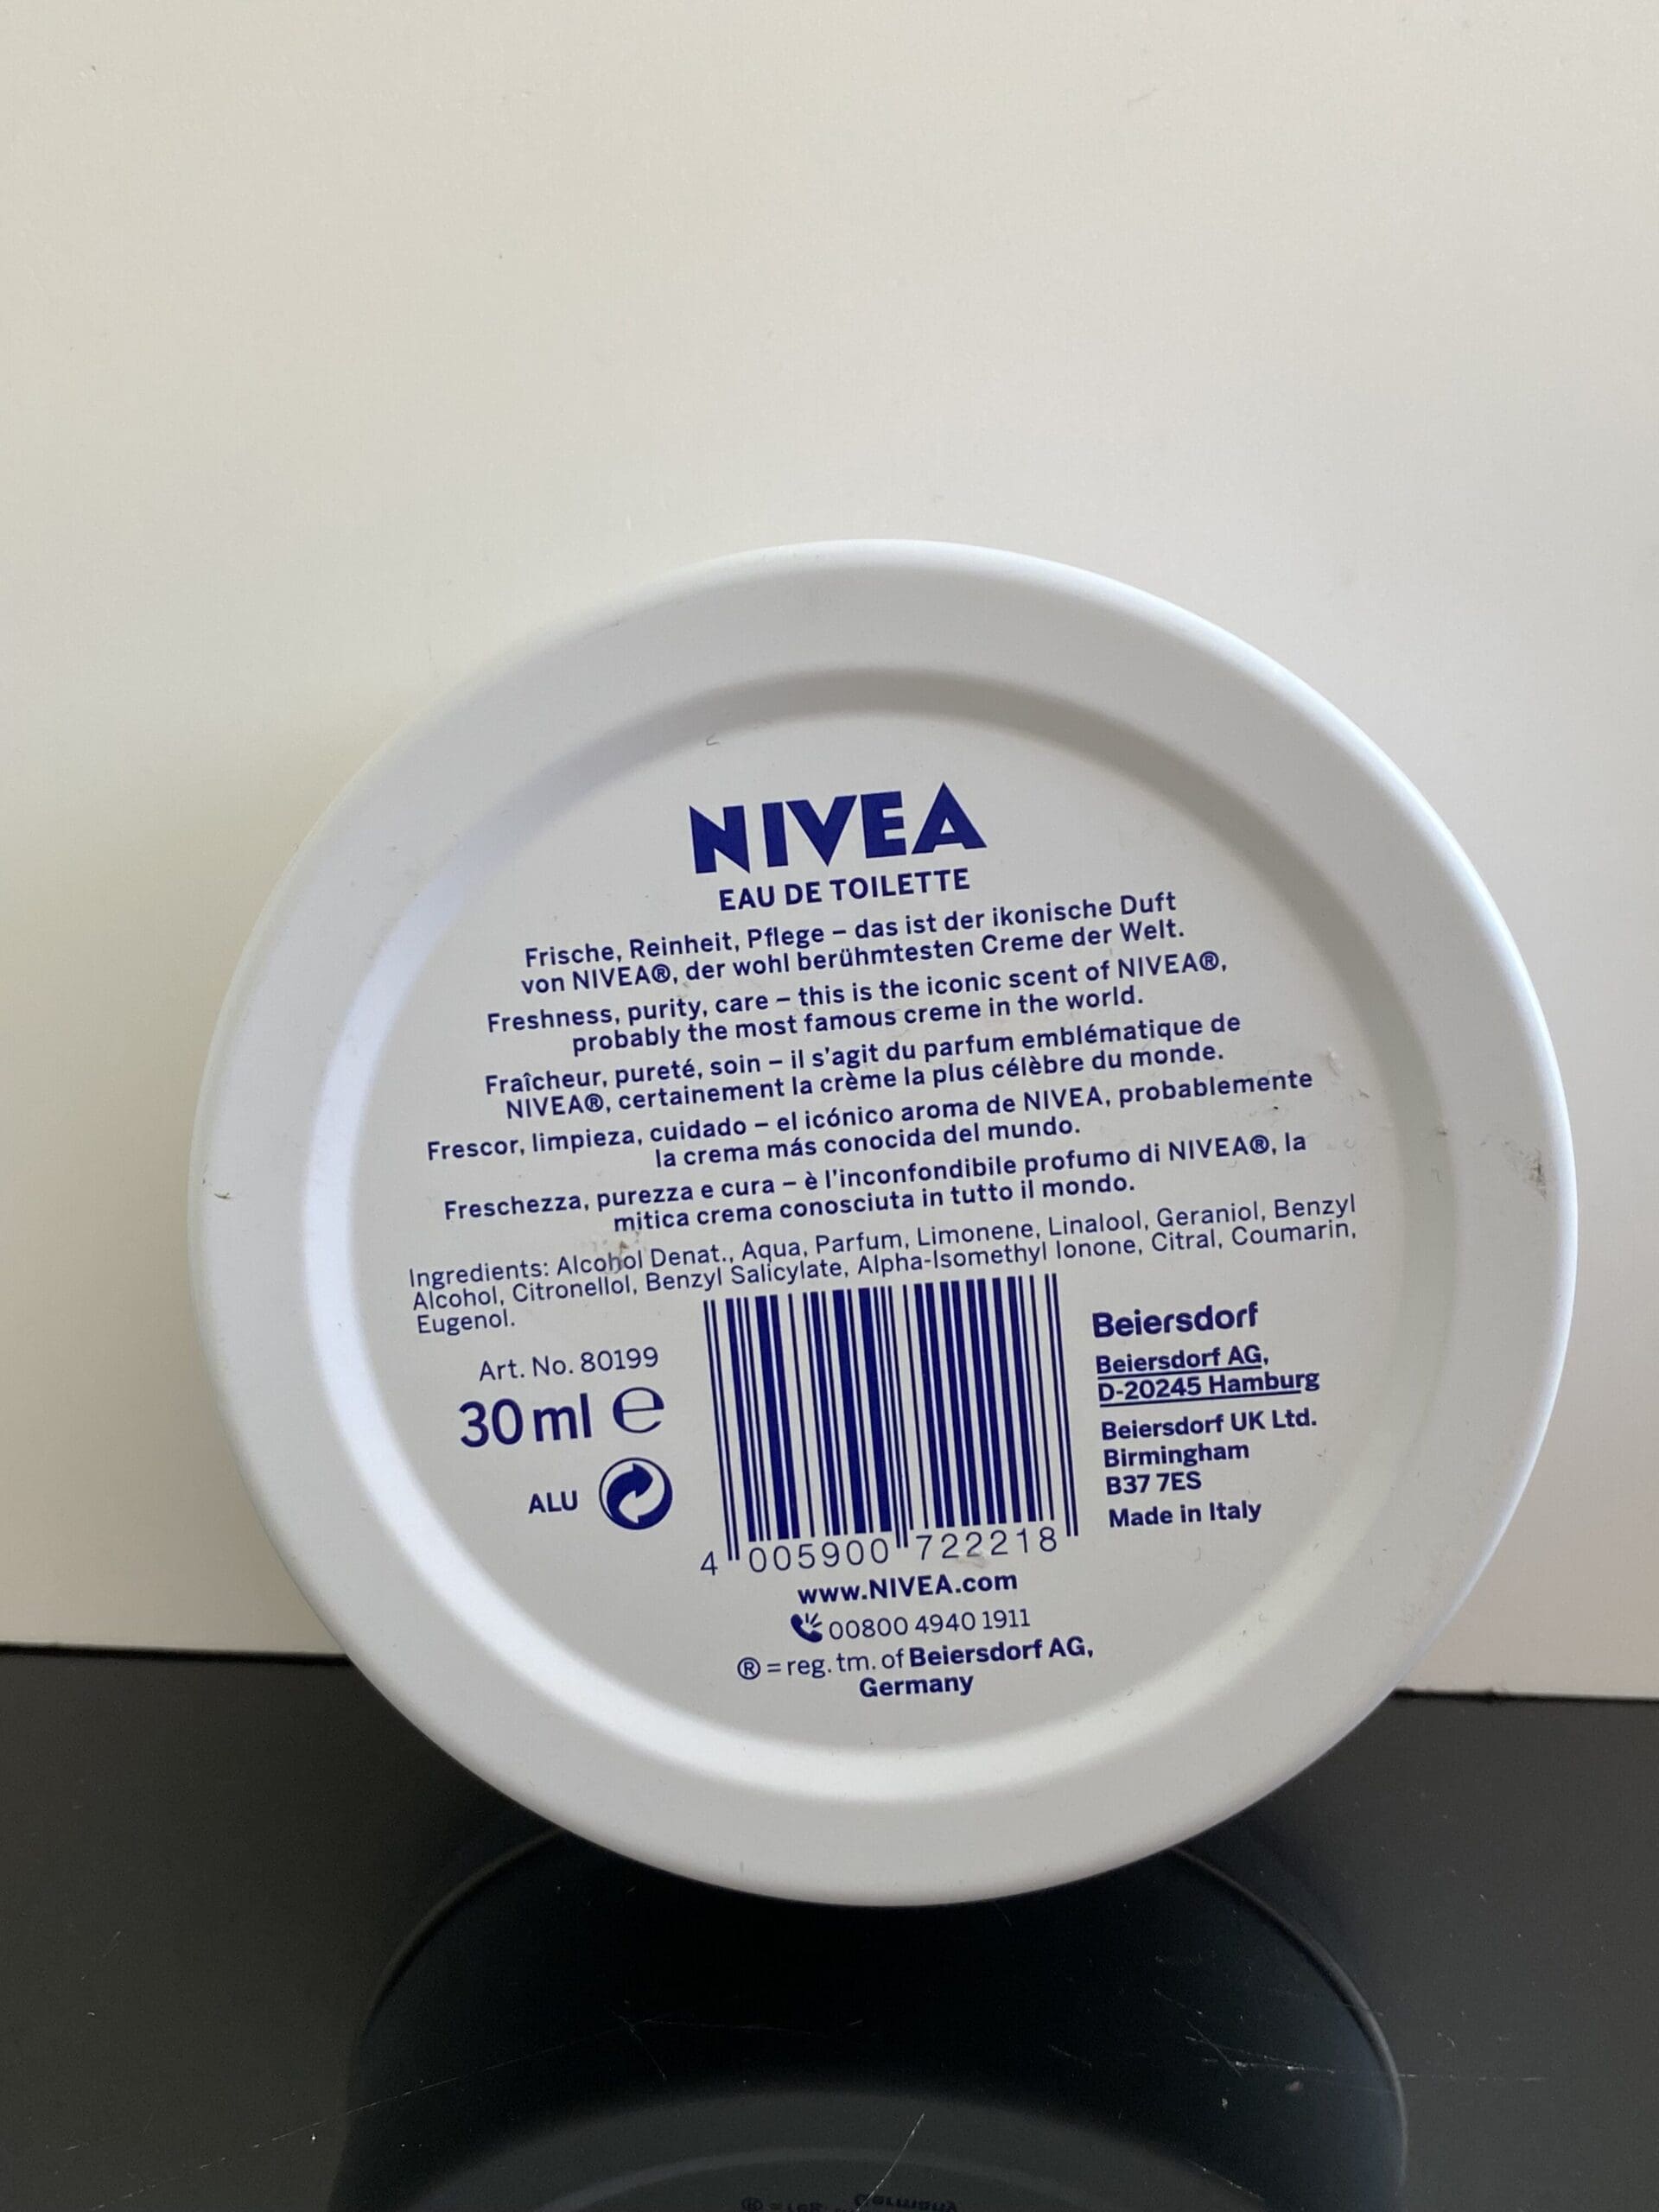 NIVEA
EAU DE TOILETTE
Frische, Reinheit, Pflege – das ist der ikonische Duft
von NIVEA®, der wohl berühmtesten Creme der Welt.
Freshness, purity, care – this is the iconic scent of NIVEA®,
probably the most famous creme in the world.
Fraîcheur, pureté, soin – il s'agit du parfum emblématique de
NIVEA®, certainement la crème la plus célèbre du monde.
Frescor, limpieza, cuidado – el icónico aroma de NIVEA, probablemente
la crema más conocida del mundo.
Freschezza, purezza e cura – è l'inconfondibile profumo di NIVEA®, la
mitica crema conosciuta in tutto il mondo.
Ingredients: Alcohol Denat., Aqua, Parfum, Limonene, Linalool, Geraniol, Benzyl
Alcohol, Citronellol, Benzyl Salicylate, Alpha-Isomethyl Ionone, Citral, Coumarin,
Eugenol.
Art. No. 80199
30 ml e
ALU
4 005900 722218
Beiersdorf
Beiersdorf AG,
D-20245 Hamburg
Beiersdorf UK Ltd.
Birmingham
B37 7ES
Made in Italy
www.NIVEA.com
00800 4940 1911
® = reg. tm. of Beiersdorf AG,
Germany